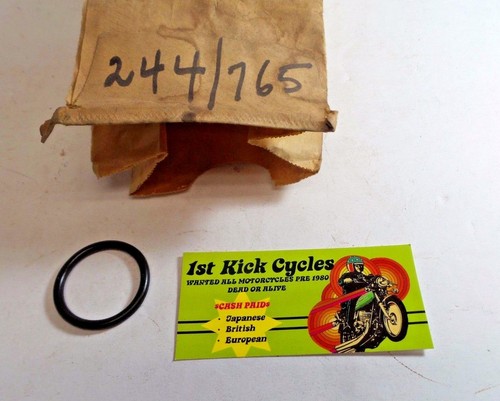 244/765
1st Kick Cycles
WANTED ALL MOTORCYCLES PRE 1980
DEAD OR ALIVE
*CASH PAID*
· Japanese
· British
· European